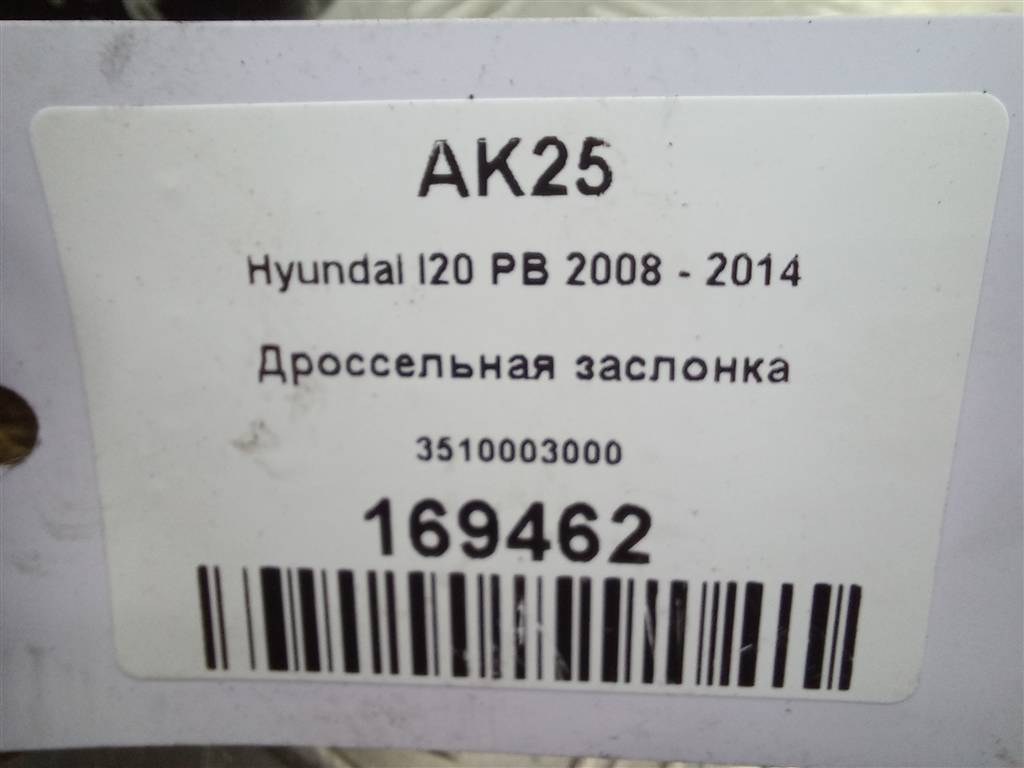 AK25
Hyundai I20 PB 2008 - 2014
Дроссельная заслонка
3510003000
169462